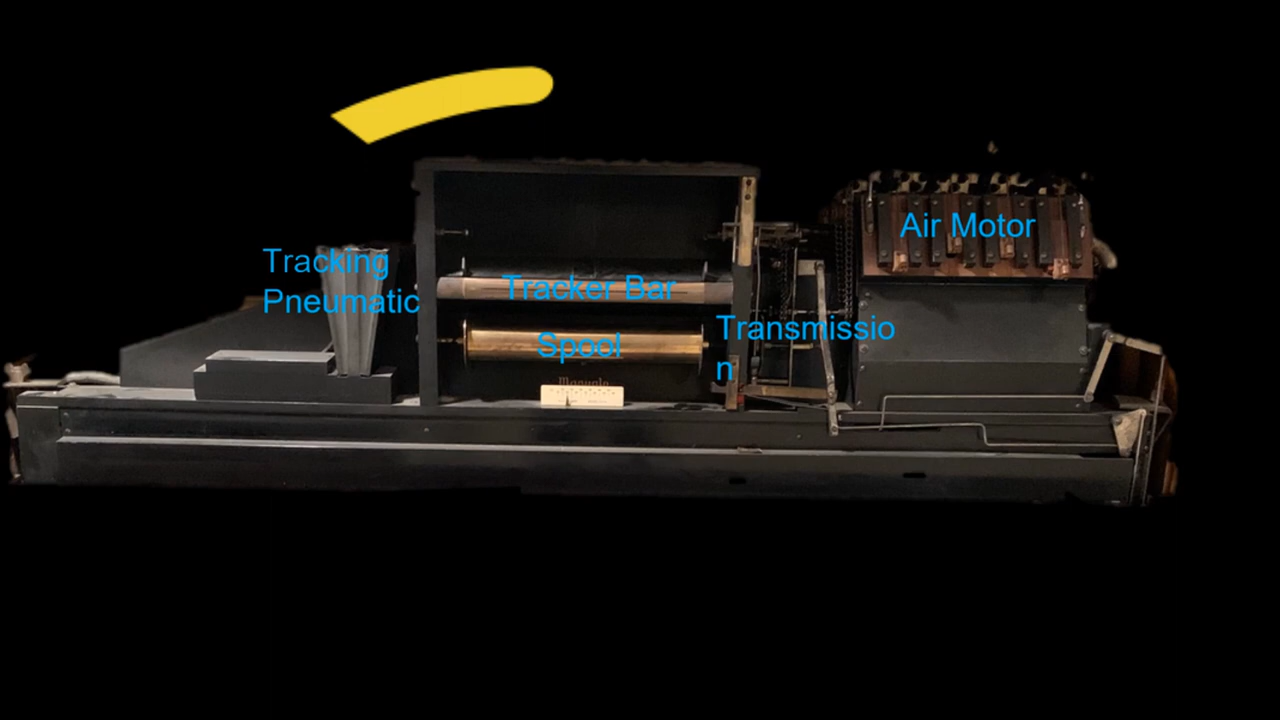 Air Motor
Tracking
Pneumatic
Tracker Bar
Transmissio
n
Spool